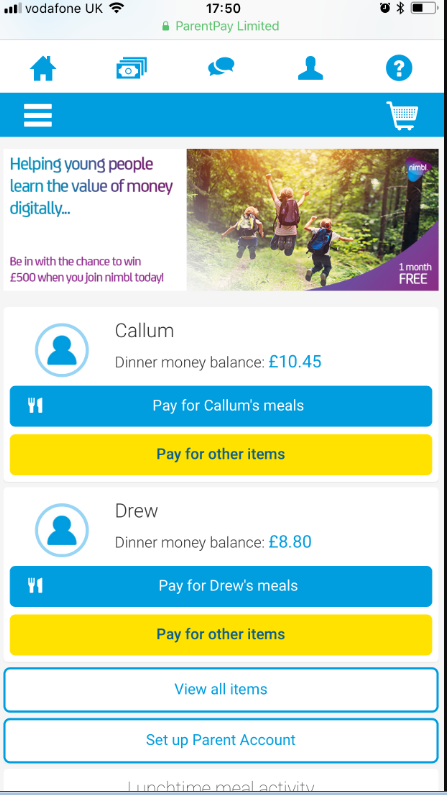 vodafone UK 17:50
ParentPay Limited
?
Helping young people
learn the value of money
digitally...
nimbl
Be in with the chance to win
£500 when you join nimbl today!
1 month
FREE
Callum
Dinner money balance: £10.45
Pay for Callum's meals
Pay for other items
Drew
Dinner money balance: £8.80
Pay for Drew's meals
Pay for other items
View all items
Set up Parent Account
Lunchtime meal activity